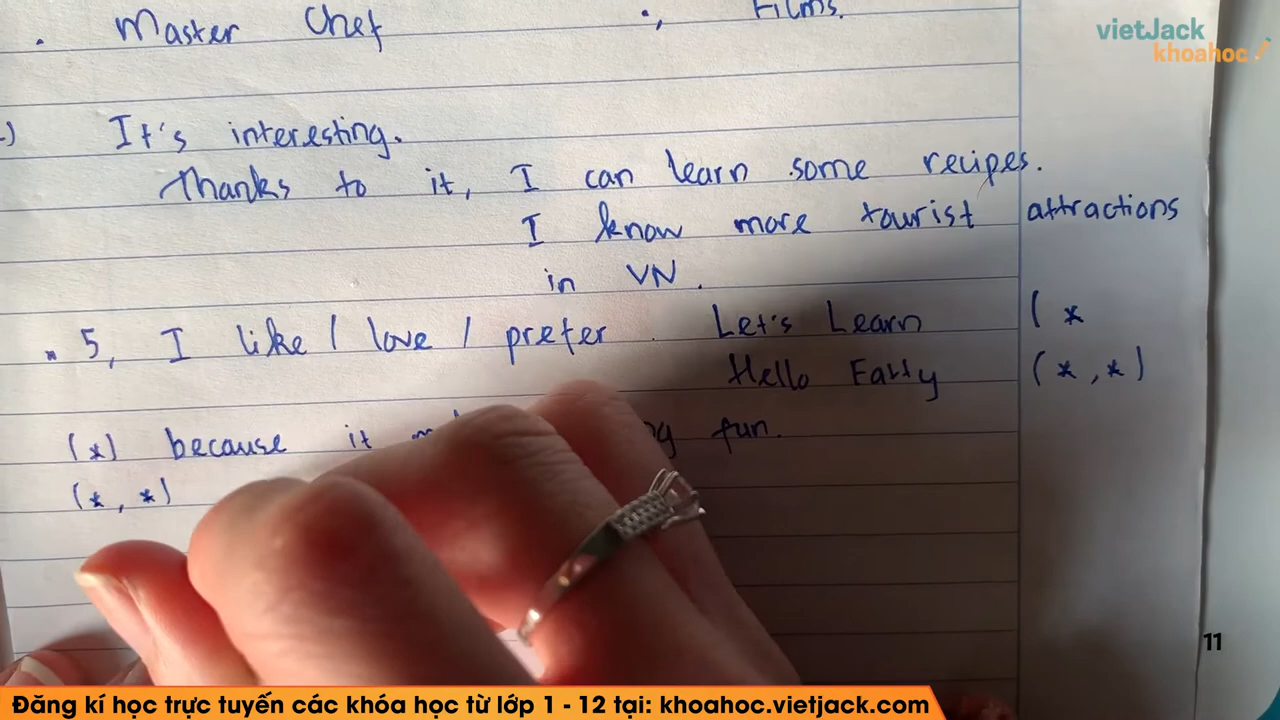 . Master Chef ., Films.
vietJack
khoahoc
It's interesting.
Thanks to it, I can learn some recipes.
I know more tourist attractions
in VN.
. 5, I like / love / prefer . Let's Learn ( *
Hello Fatty ( * , * )
( * ) because it fun.
( * , * )
11
Đăng kí học trực tuyến các khóa học từ lớp 1 - 12 tại: khoahoc.vietjack.com